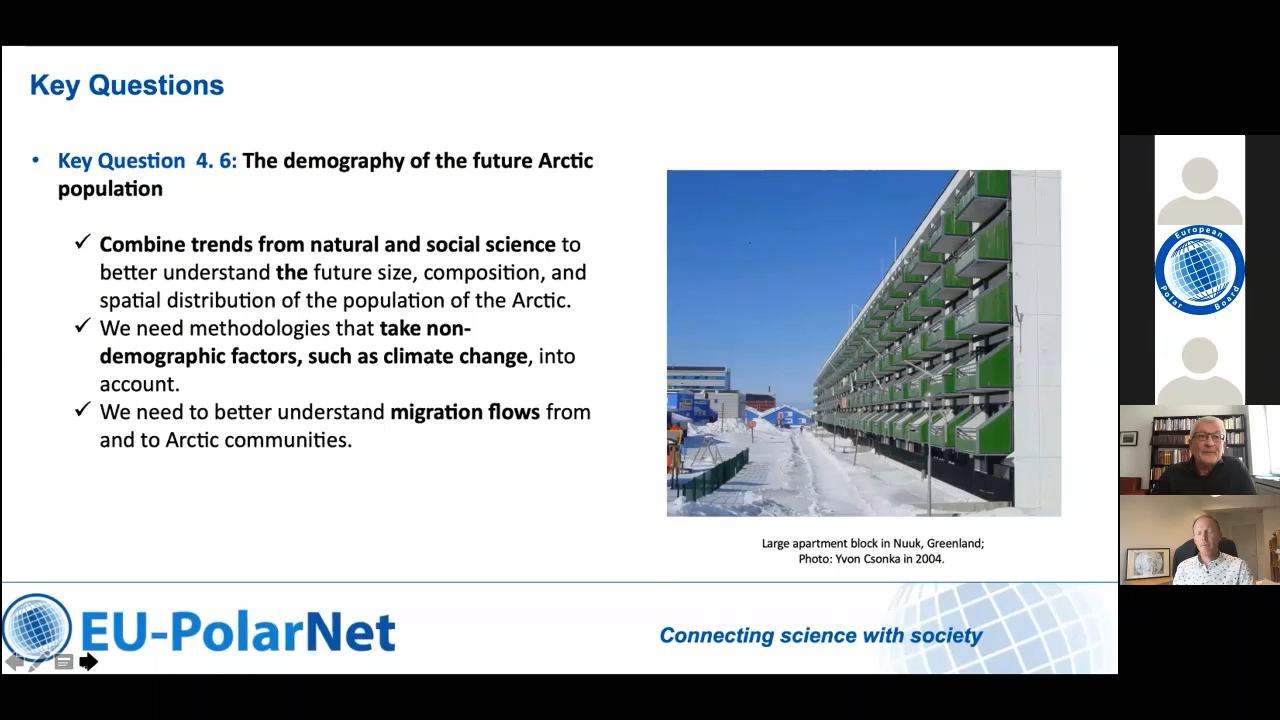 Key Questions
• Key Question 4. 6: The demography of the future Arctic
population
✓ Combine trends from natural and social science to
better understand the future size, composition, and
spatial distribution of the population of the Arctic.
✓ We need methodologies that take non-
demographic factors, such as climate change, into
account.
✓ We need to better understand migration flows from
and to Arctic communities.
Large apartment block in Nuuk, Greenland;
Photo: Yvon Csonka in 2004.
EU-PolarNet
Connecting science with society
European
Polar Board